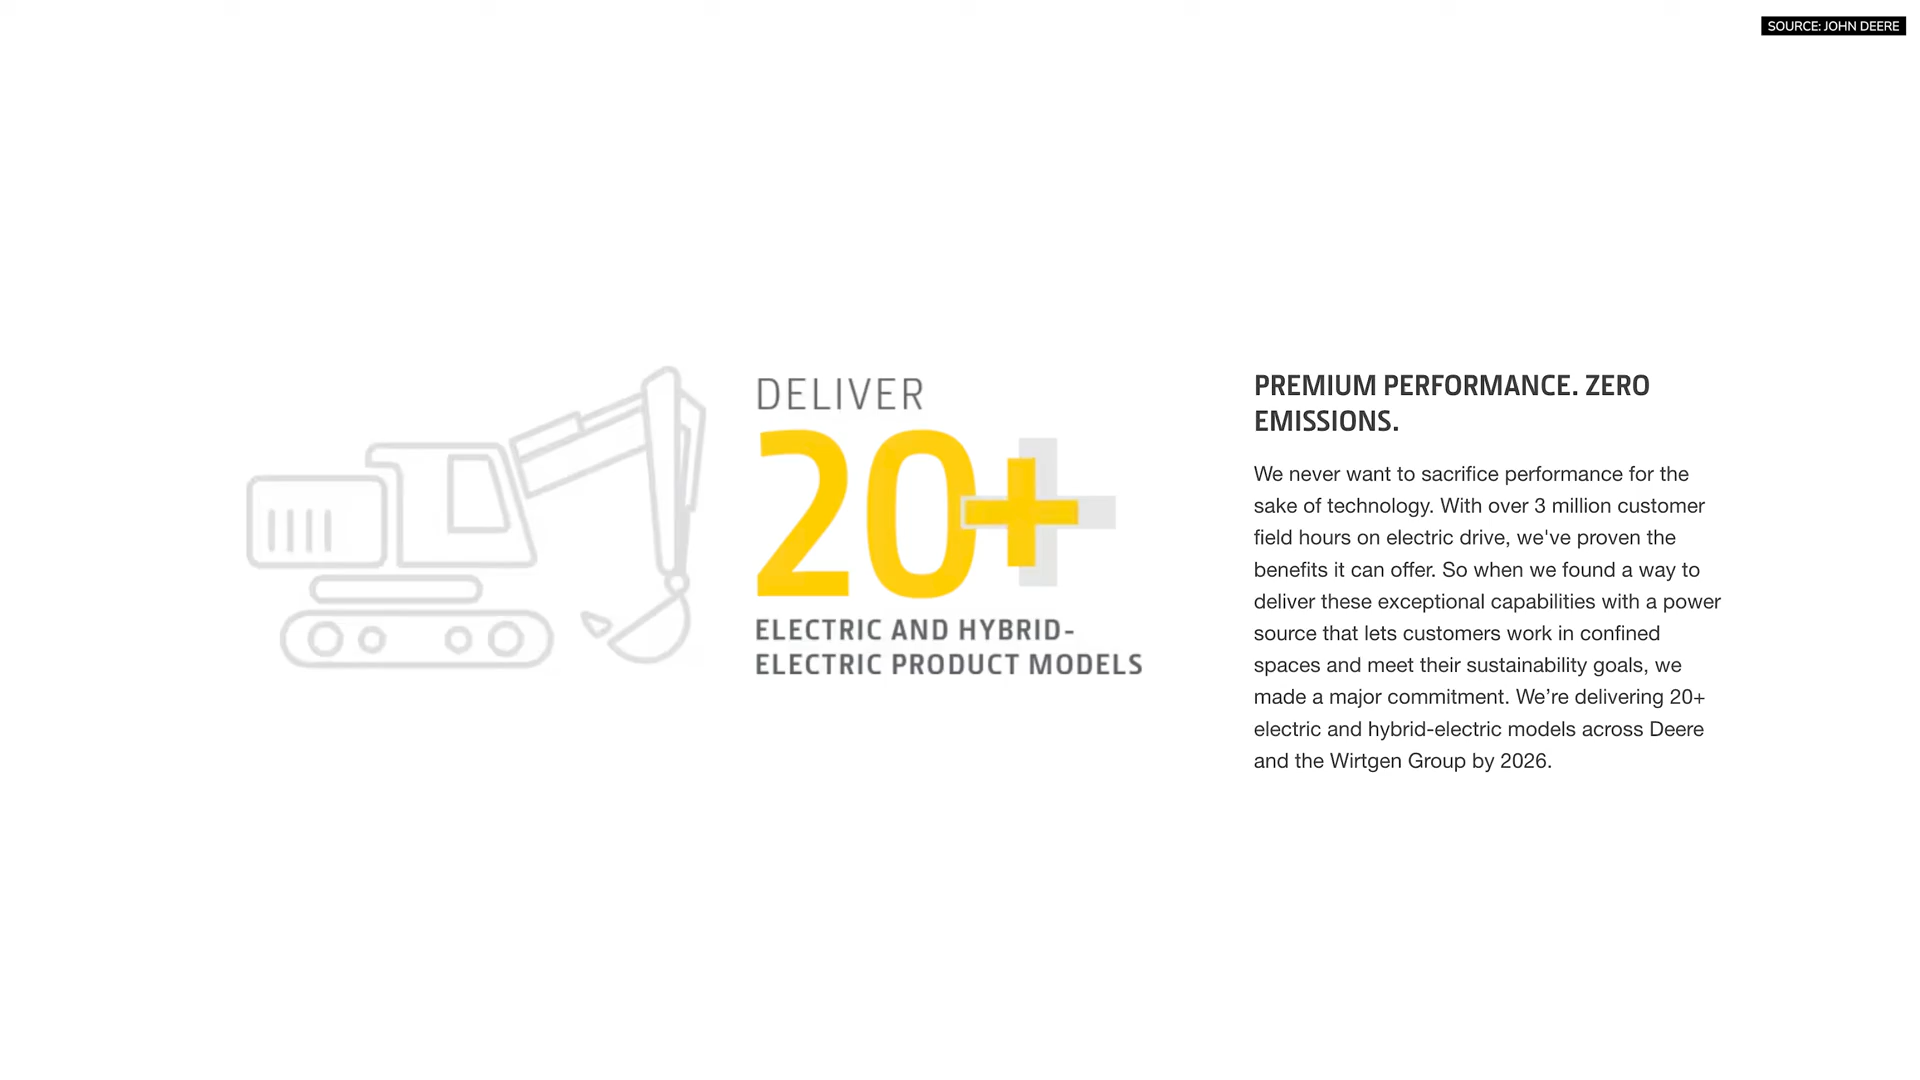 SOURCE: JOHN DEERE
DELIVER
20+
ELECTRIC AND HYBRID-
ELECTRIC PRODUCT MODELS
PREMIUM PERFORMANCE. ZERO
EMISSIONS.
We never want to sacrifice performance for the
sake of technology. With over 3 million customer
field hours on electric drive, we've proven the
benefits it can offer. So when we found a way to
deliver these exceptional capabilities with a power
source that lets customers work in confined
spaces and meet their sustainability goals, we
made a major commitment. We’re delivering 20+
electric and hybrid-electric models across Deere
and the Wirtgen Group by 2026.